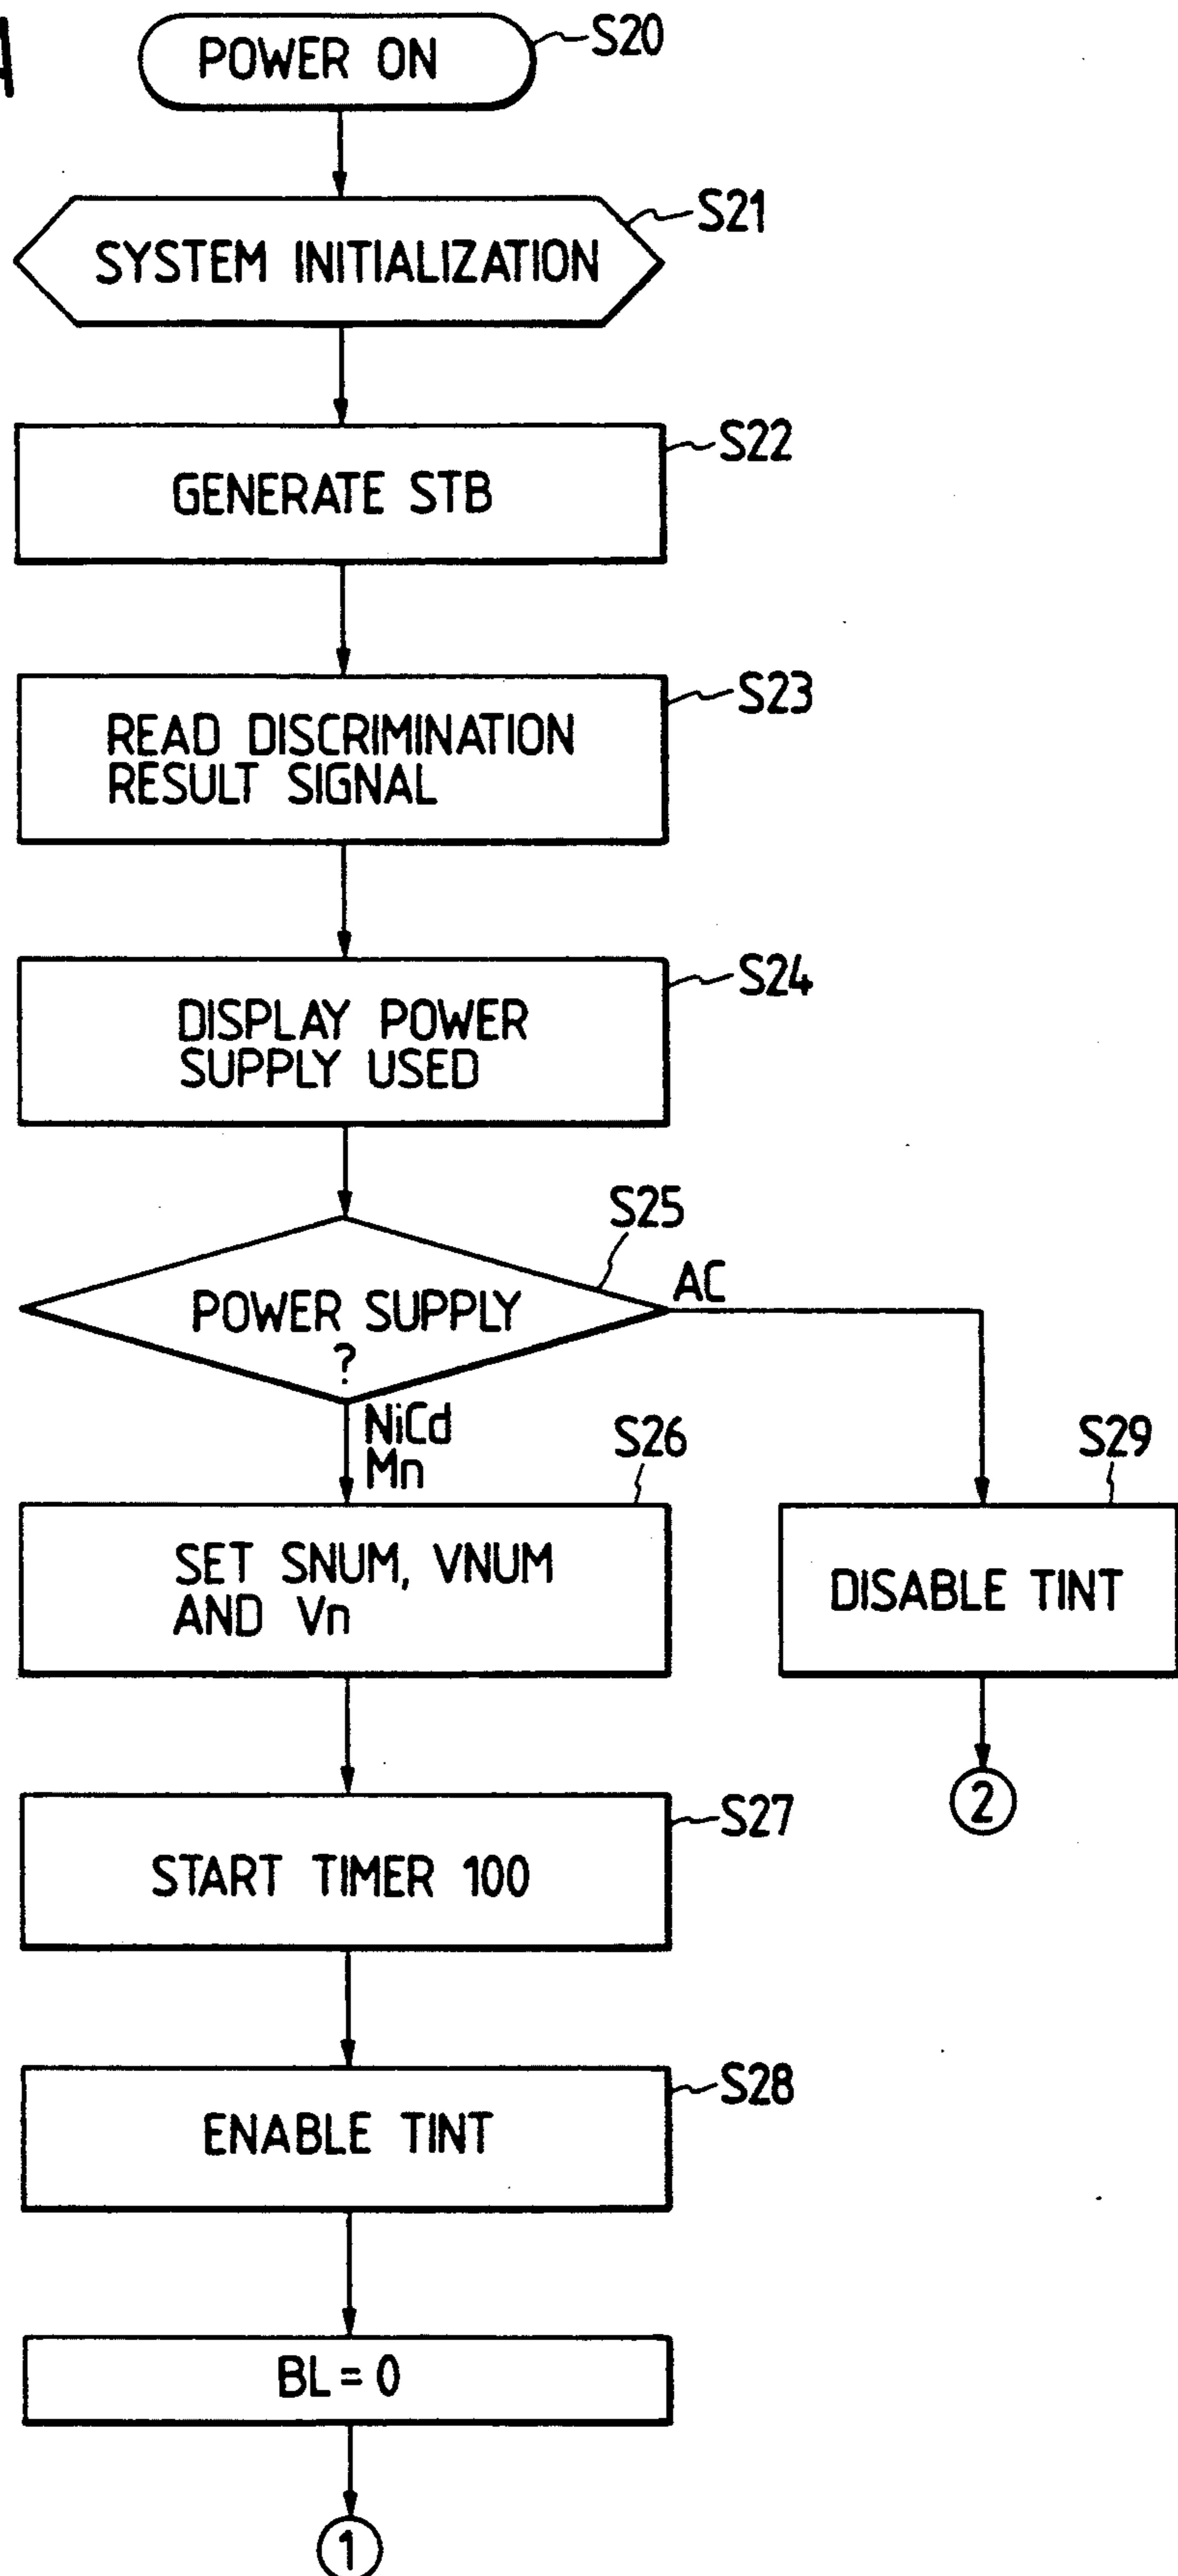 POWER ON
S20
SYSTEM INITIALIZATION
S21
GENERATE STB
S22
READ DISCRIMINATION
RESULT SIGNAL
S23
DISPLAY POWER
SUPPLY USED
S24
POWER SUPPLY
?
S25
AC
NiCd
Mn
SET SNUM, VNUM
AND Vn
S26
DISABLE TINT
S29
2
START TIMER 100
S27
ENABLE TINT
S28
BL = 0
1